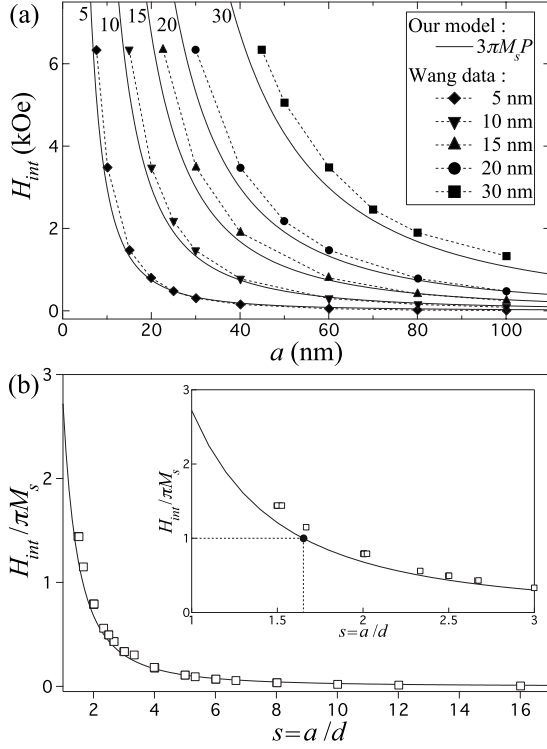 (a)
5
10
15
20
30
Our model :
3πMₛP
Wang data :
5 nm
10 nm
15 nm
20 nm
30 nm
6
4
2
0
H_int (kOe)
0
20
40
60
80
100
a (nm)
(b)
3
2
1
0
H_int/πMₛ
2
4
6
8
10
12
14
16
s=a/d
3
2
1
0
H_int/πMₛ
1
1.5
2
2.5
3
s=a/d